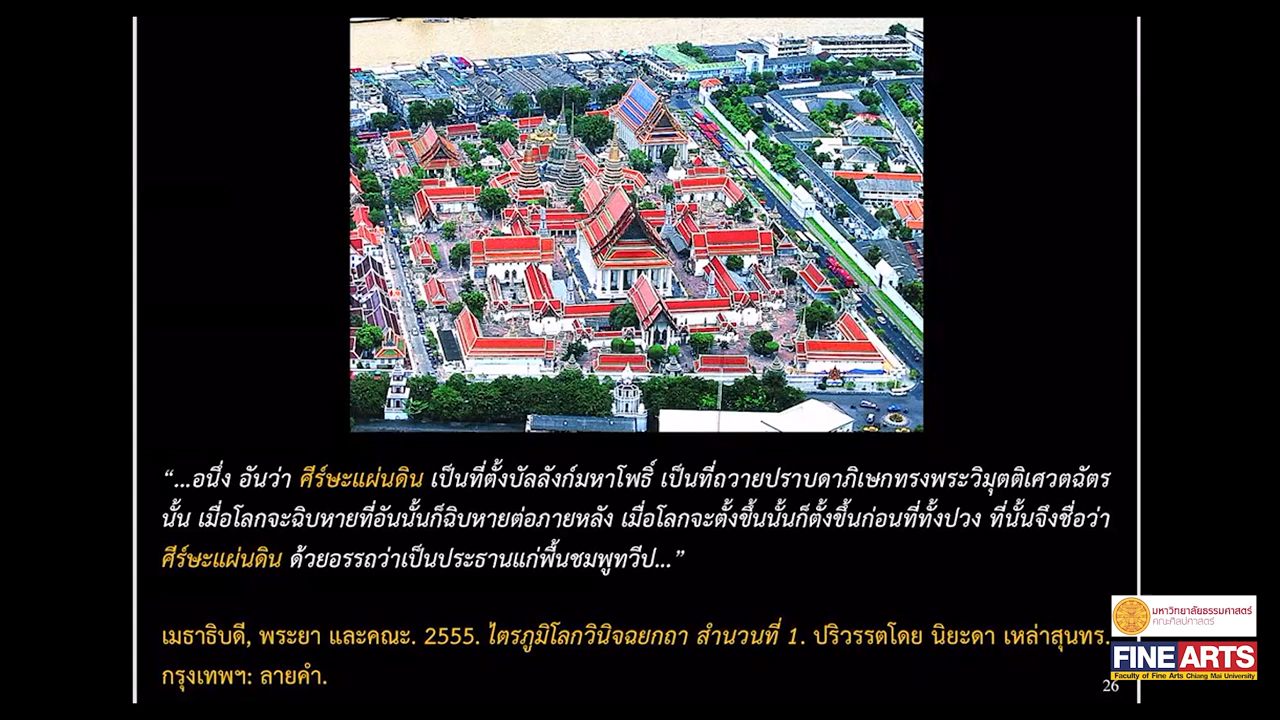 “...อนึ่ง อันว่า ศีร์ษะแผ่นดิน เป็นที่ตั้งบัลลังก์มหาโพธิ์ เป็นที่ถวายปราบดาภิเษกทรงพระวิมุตติเศวตฉัตร
นั้น เมื่อโลกจะฉิบหายที่อันนั้นก็ฉิบหายต่อภายหลัง เมื่อโลกจะตั้งขึ้นนั้นก็ตั้งขึ้นก่อนที่ทั้งปวง ที่นั้นจึงชื่อว่า
ศีร์ษะแผ่นดิน ด้วยอรรถว่าเป็นประธานแก่พื้นชมพูทวีป...”
เมธาธิบดี, พระยา และคณะ. 2555. ไตรภูมิโลกวินิจฉยกถา สำนวนที่ 1. ปริวรรตโดย นิยะดา เหล่าสุนทร.
กรุงเทพฯ: ลายคำ.
มหาวิทยาลัยธรรมศาสตร์
คณะศิลปศาสตร์
FINE ARTS
Faculty of Fine Arts Chiang Mai University
26